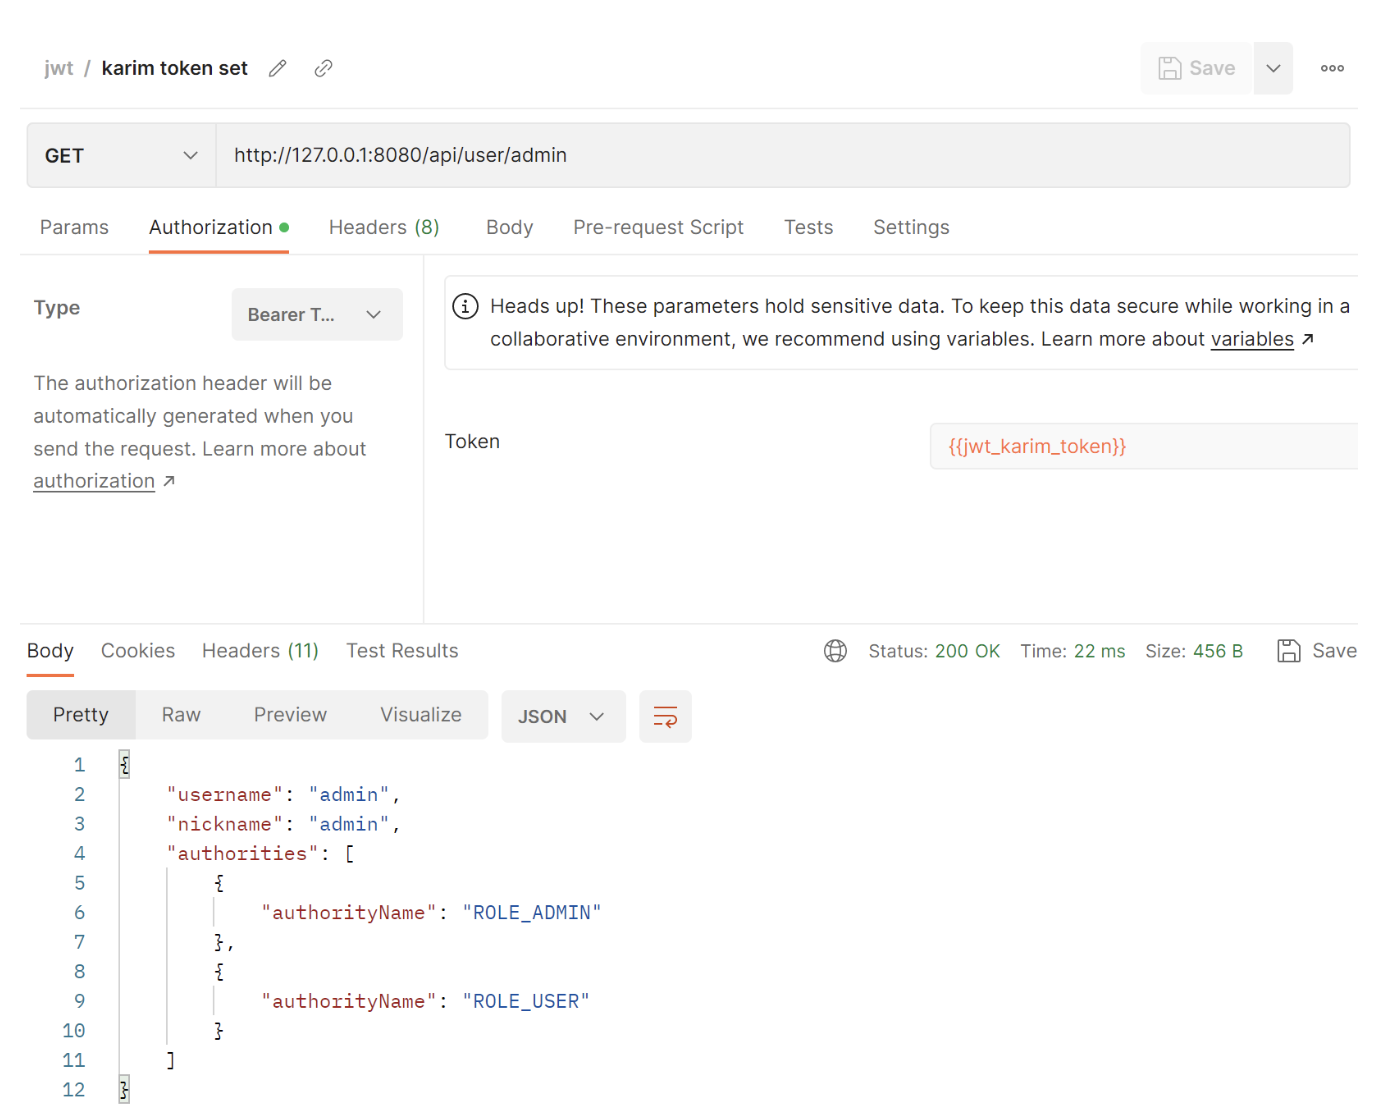 jwt / karim token set
Save
GET
http://127.0.0.1:8080/api/user/admin
Params Authorization Headers (8) Body Pre-request Script Tests Settings
Type
Bearer T...
The authorization header will be
automatically generated when you
send the request. Learn more about
authorization ↗
Heads up! These parameters hold sensitive data. To keep this data secure while working in a
collaborative environment, we recommend using variables. Learn more about variables ↗
Token
{{jwt_karim_token}}
Body Cookies Headers (11) Test Results
Status: 200 OK Time: 22 ms Size: 456 B Save
Pretty Raw Preview Visualize JSON
1 {
2 "username": "admin",
3 "nickname": "admin",
4 "authorities": [
5 {
6 "authorityName": "ROLE_ADMIN"
7 },
8 {
9 "authorityName": "ROLE_USER"
10 }
11 ]
12 }